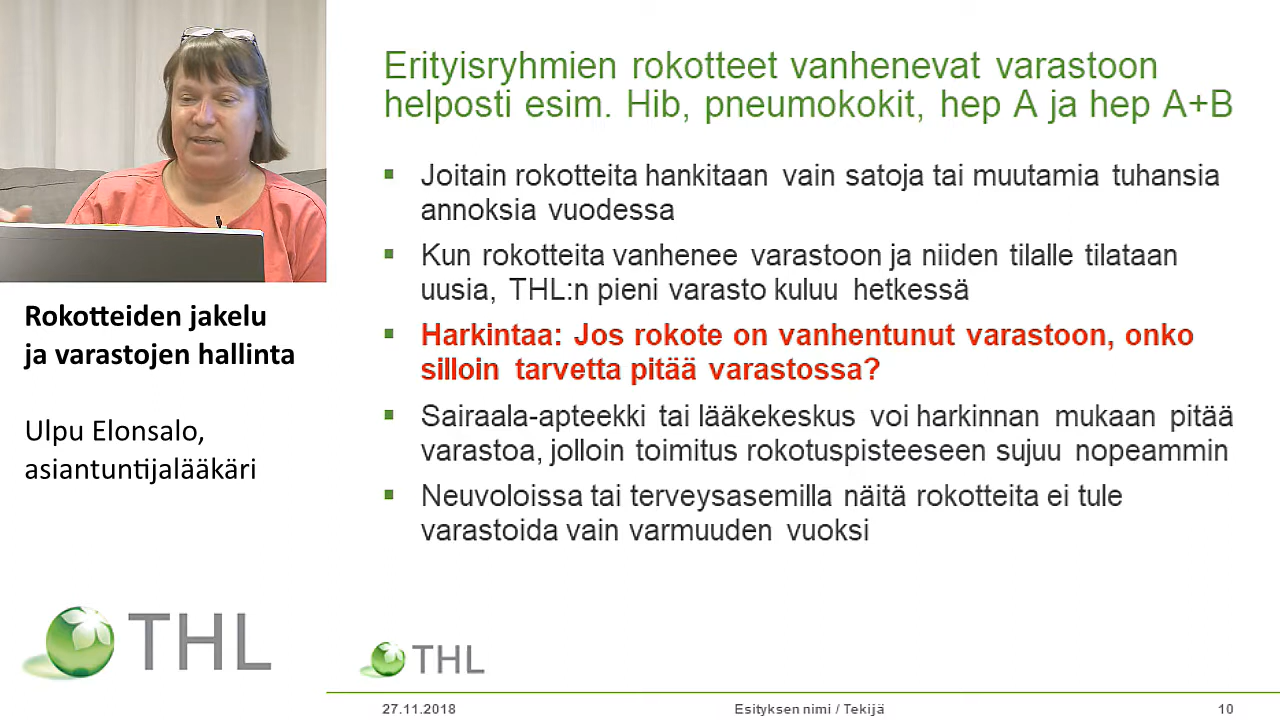 Erityisryhmien rokotteet vanhenevat varastoon
helposti esim. Hib, pneumokokit, hep A ja hep A+B
Joitain rokotteita hankitaan vain satoja tai muutamia tuhansia
annoksia vuodessa
Kun rokotteita vanhenee varastoon ja niiden tilalle tilataan
uusia, THL:n pieni varasto kuluu hetkessä
Harkintaa: Jos rokote on vanhentunut varastoon, onko
silloin tarvetta pitää varastossa?
Sairaala-apteekki tai lääkekeskus voi harkinnan mukaan pitää
varastoa, jolloin toimitus rokotuspisteeseen sujuu nopeammin
Neuvoloissa tai terveysasemilla näitä rokotteita ei tule
varastoida vain varmuuden vuoksi
Rokotteiden jakelu
ja varastojen hallinta
Ulpu Elonsalo,
asiantuntijalääkäri
THL
THL
27.11.2018
Esityksen nimi / Tekijä
10